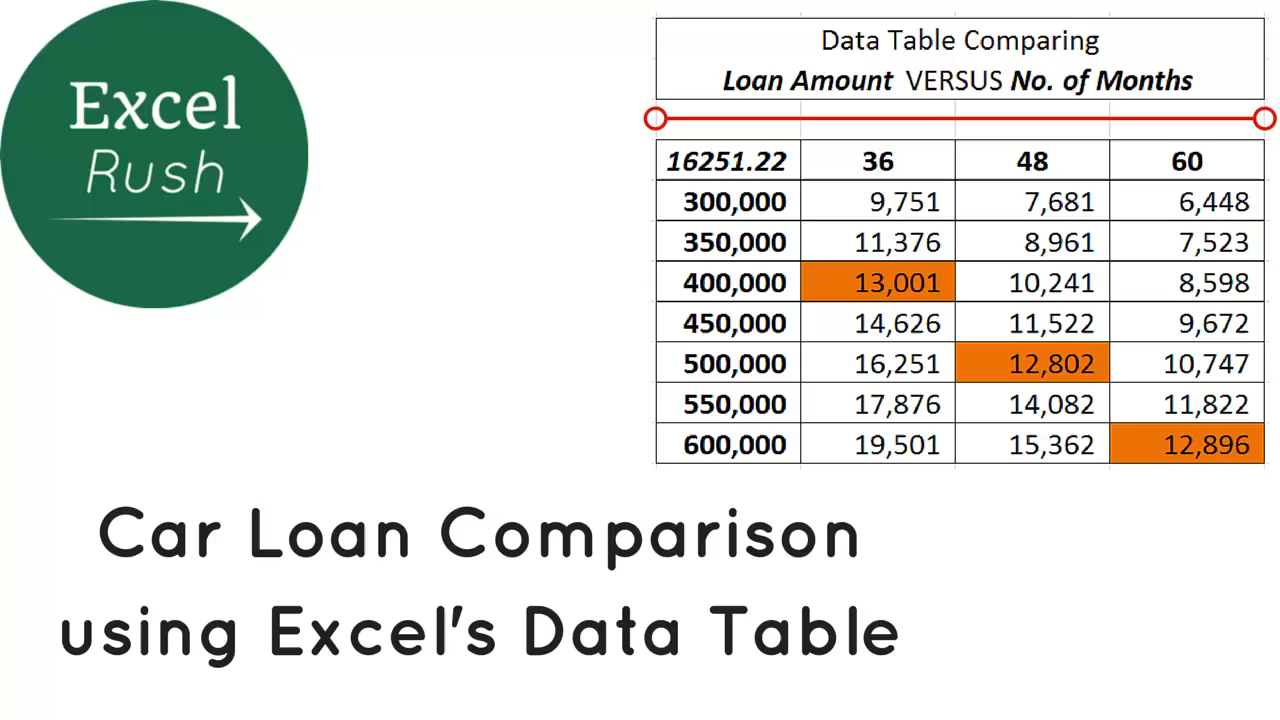 Excel
Rush
Data Table Comparing
Loan Amount VERSUS No. of Months
16251.22 36 48 60
300,000 9,751 7,681 6,448
350,000 11,376 8,961 7,523
400,000 13,001 10,241 8,598
450,000 14,626 11,522 9,672
500,000 16,251 12,802 10,747
550,000 17,876 14,082 11,822
600,000 19,501 15,362 12,896
Car Loan Comparison
using Excel's Data Table